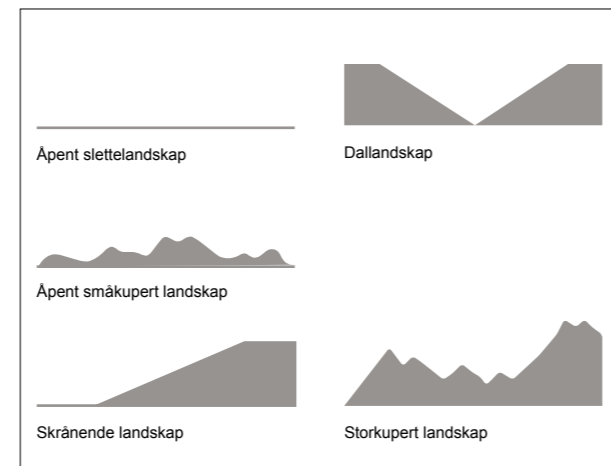 Åpent slettelandskap
Dallandskap
Åpent småkupert landskap
Skrånende landskap
Storkupert landskap